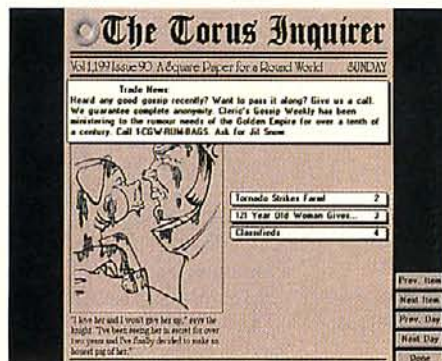 The Torus Inquirer
Vol 1,199 Issue 90 A Square Paper for a Round World SUNDAY
Trade News:
Heard any good gossip recently? Want to pass it along? Give us a call.
We guarantee complete anonymity. Cleric's Gossip Weekly has been
ministering to the rumour needs of the Golden Empire for over a tenth of
a century. Call 1-CGW-RUM-BAGS. Ask for Jil Snow
Tornado Strikes Farm! 2
121 Year Old Woman Gives... 3
Classifieds 4
Prev. Item
Next Item
Prev. Day
Next Day
Done
"I love her and I won't give her up," says the
knight. "I've been seeing her in secret for over
two years and I've finally decided to make an
honest pig of her."